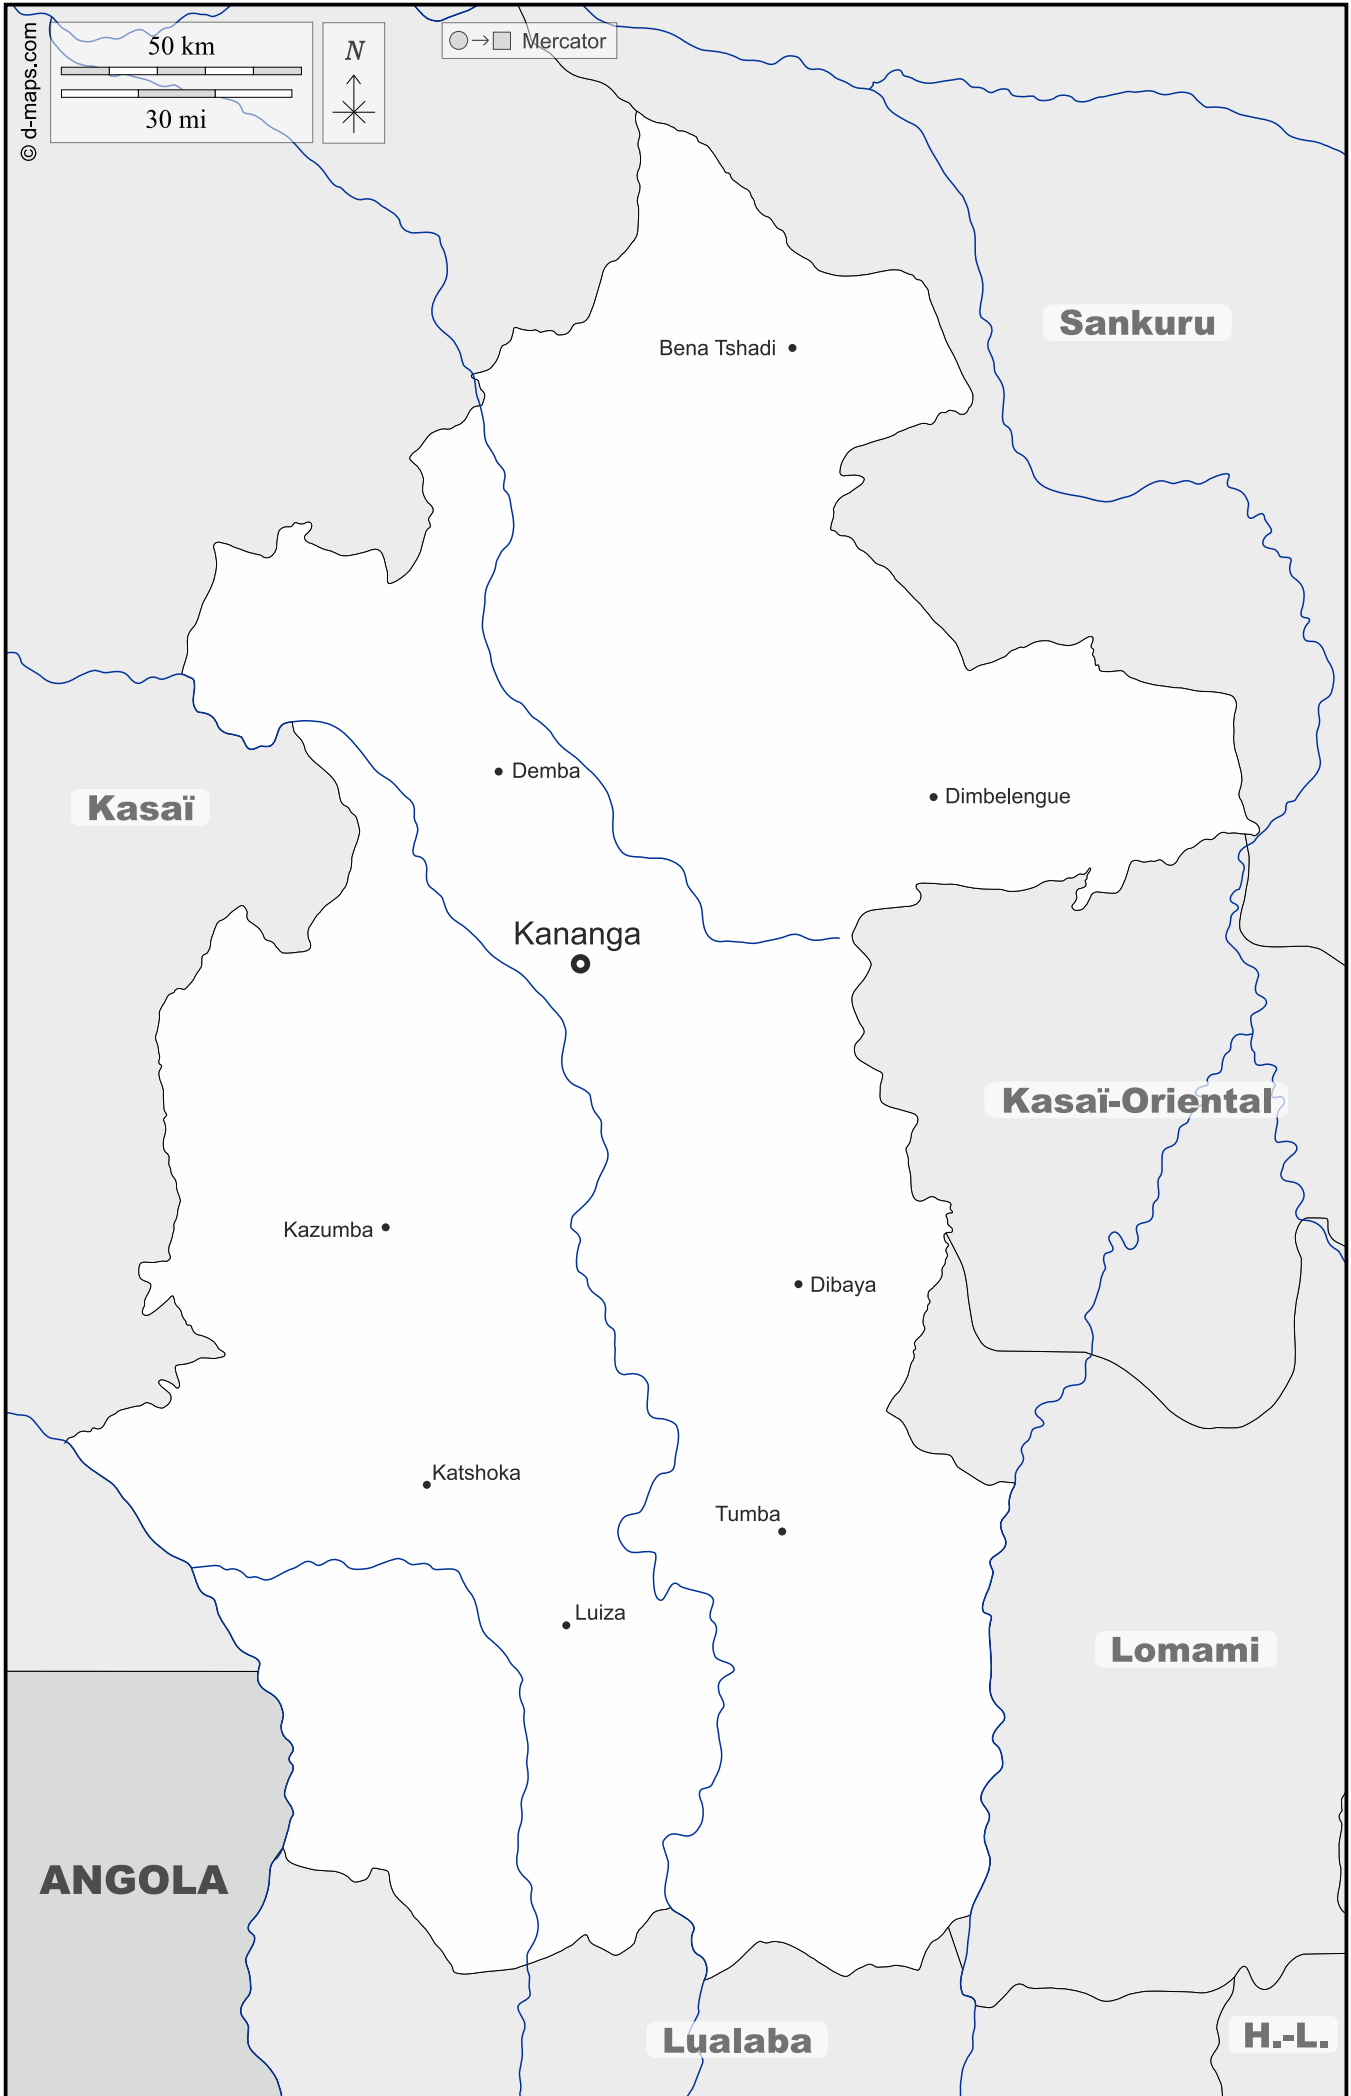 © d-maps.com
50 km
30 mi
N
Mercator
Sankuru
Bena Tshadi
Demba
Dimbelengue
Kasaï
Kananga
Kasaï-Oriental
Kazumba
Dibaya
Katshoka
Tumba
Luiza
Lomami
ANGOLA
Lualaba
H.-L.